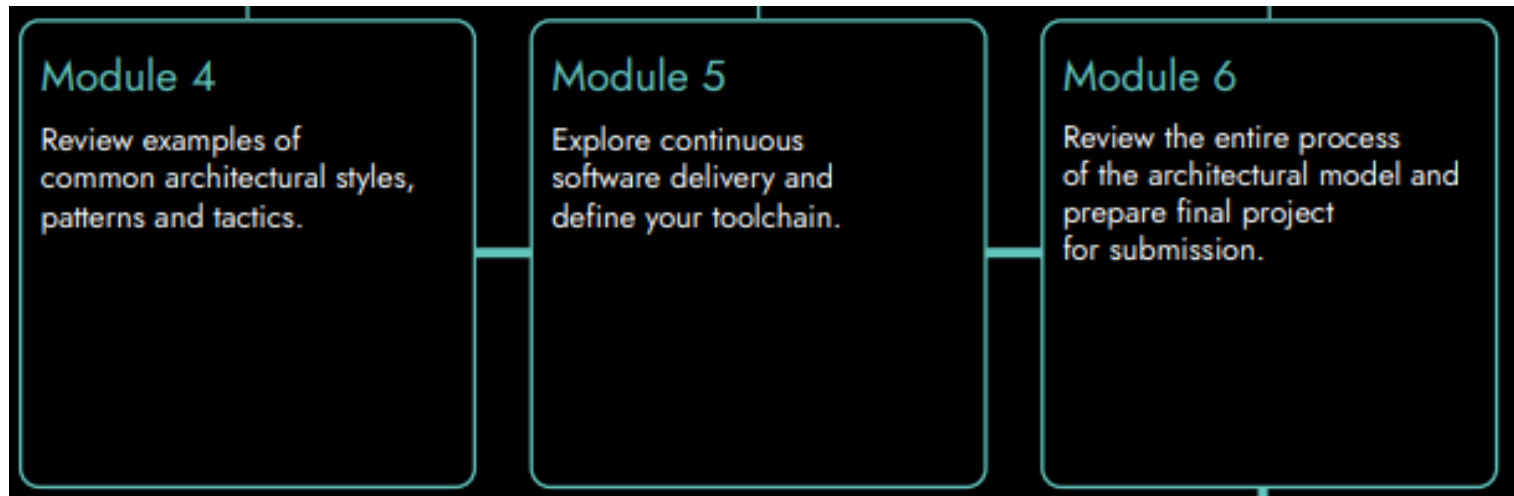 Module 4
Review examples of
common architectural styles,
patterns and tactics.
Module 5
Explore continuous
software delivery and
define your toolchain.
Module 6
Review the entire process
of the architectural model and
prepare final project
for submission.